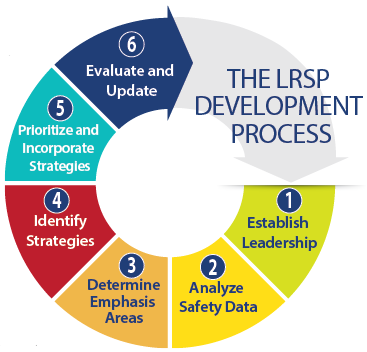 THE LRSP
DEVELOPMENT
PROCESS
1
Establish
Leadership
2
Analyze
Safety Data
3
Determine
Emphasis
Areas
4
Identify
Strategies
5
Prioritize and
Incorporate
Strategies
6
Evaluate and
Update